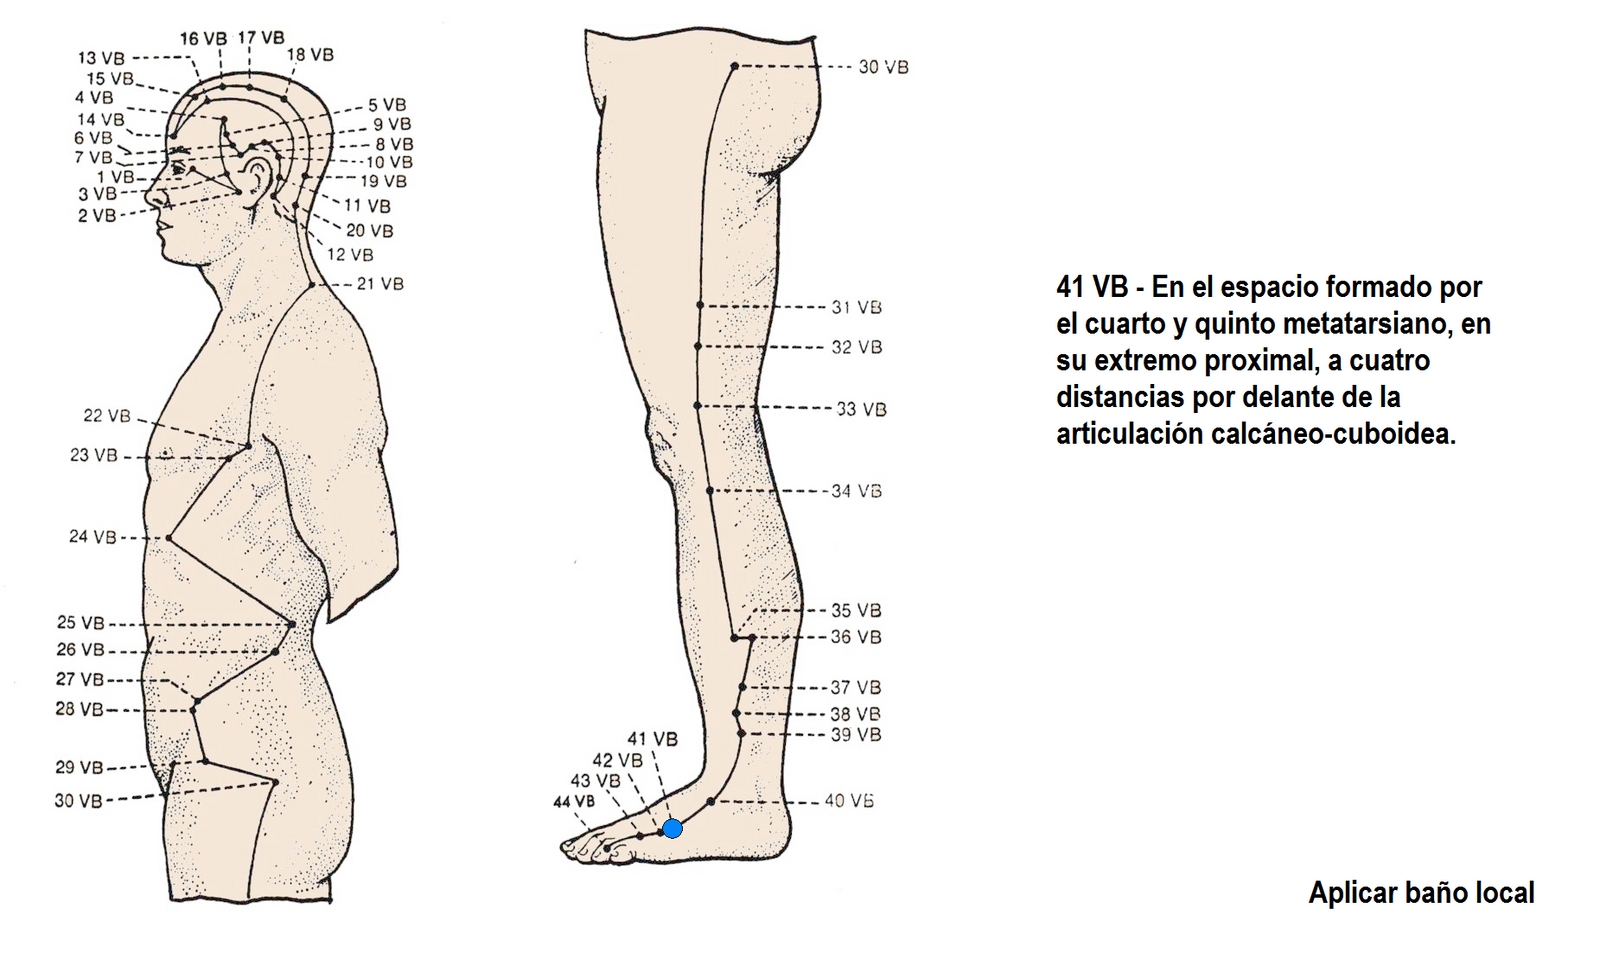 16 VB
17 VB
13 VB
18 VB
15 VB
4 VB
5 VB
14 VB
9 VB
6 VB
8 VB
7 VB
10 VB
1 VB
19 VB
3 VB
11 VB
2 VB
20 VB
12 VB
21 VB
22 VB
23 VB
24 VB
25 VB
26 VB
27 VB
28 VB
29 VB
30 VB
30 VB
31 VB
32 VB
33 VB
34 VB
35 VB
36 VB
37 VB
38 VB
39 VB
41 VB
42 VB
43 VB
44 VB
40 VB
41 VB - En el espacio formado por
el cuarto y quinto metatarsiano, en
su extremo proximal, a cuatro
distancias por delante de la
articulación calcáneo-cuboidea.
Aplicar baño local